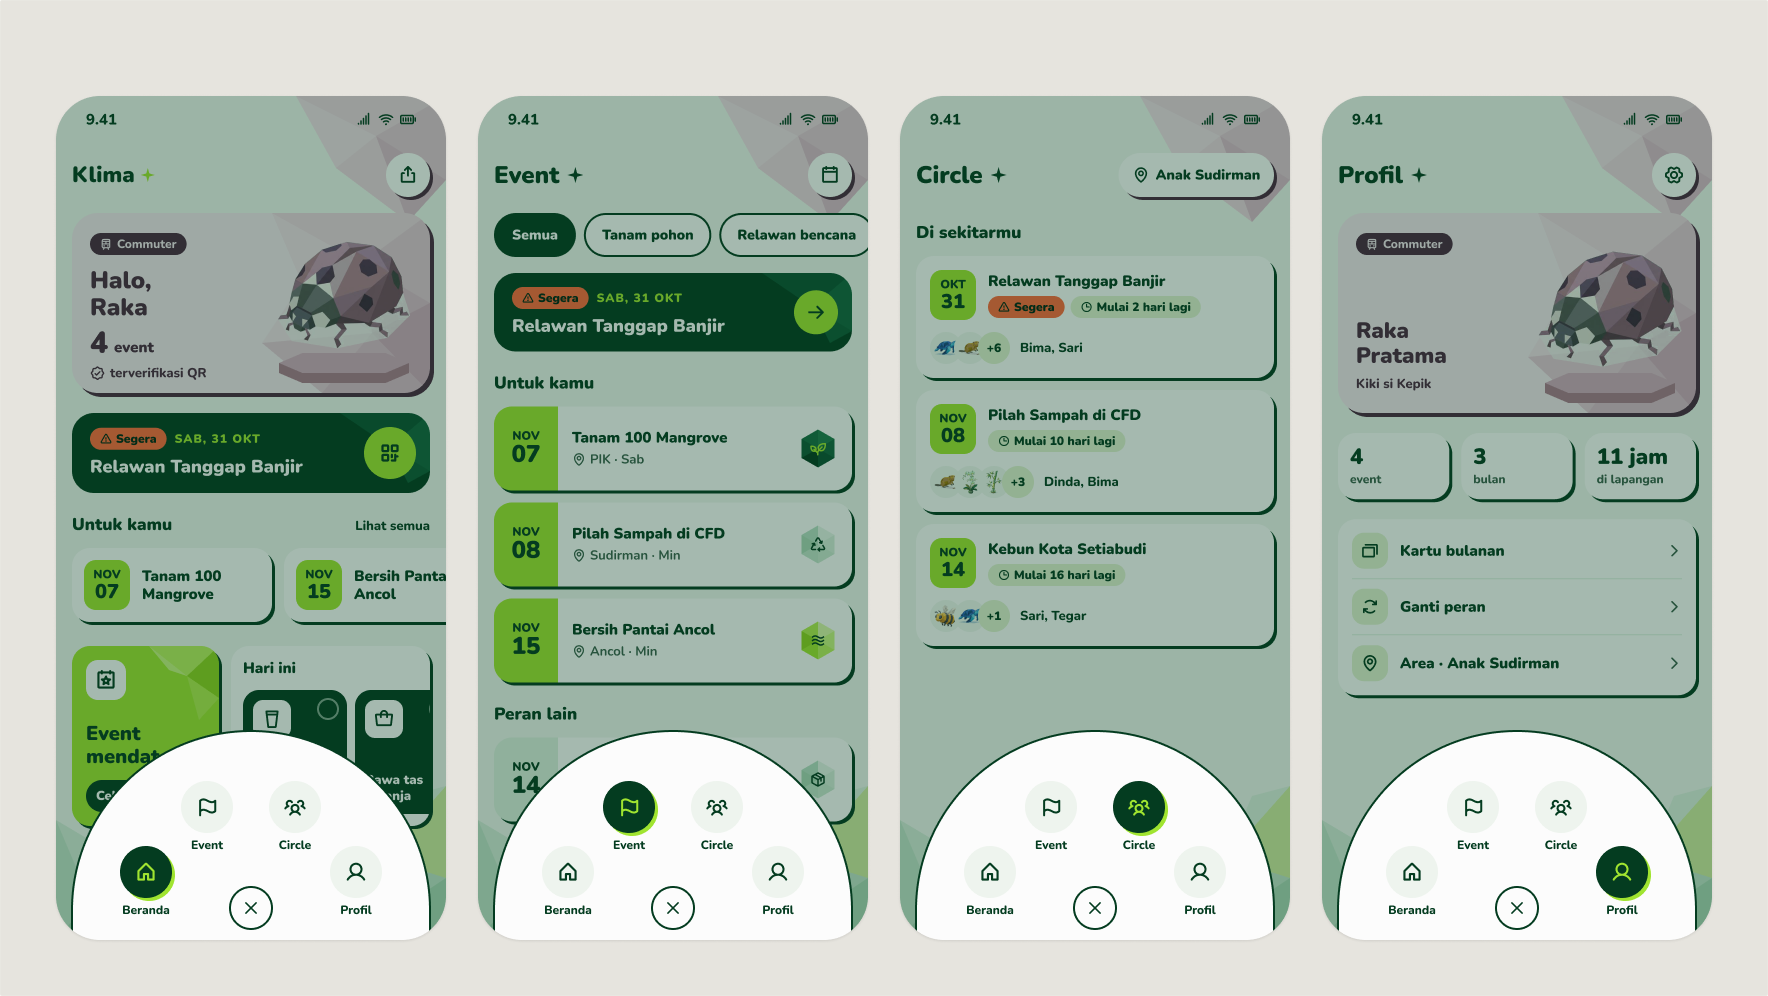 9.41
Klima
Commuter
Halo,
Raka
4 event
terverifikasi QR
Segera SAB, 31 OKT
Relawan Tanggap Banjir
Untuk kamu Lihat semua
NOV
07
Tanam 100
Mangrove
NOV
15
Bersih Panta
Ancol
Event
mendat
Hari ini
Event
Circle
Beranda
Profil
9.41
Event
Semua
Tanam pohon
Relawan bencana
Segera SAB, 31 OKT
Relawan Tanggap Banjir
Untuk kamu
NOV
07
Tanam 100 Mangrove
PIK · Sab
NOV
08
Pilah Sampah di CFD
Sudirman · Min
NOV
15
Bersih Pantai Ancol
Ancol · Min
Peran lain
NOV
14
Event
Circle
Beranda
Profil
9.41
Circle
Anak Sudirman
Di sekitarmu
OKT
31
Relawan Tanggap Banjir
Segera
Mulai 2 hari lagi
+6
Bima, Sari
NOV
08
Pilah Sampah di CFD
Mulai 10 hari lagi
+3
Dinda, Bima
NOV
14
Kebun Kota Setiabudi
Mulai 16 hari lagi
+1
Sari, Tegar
Event
Circle
Beranda
Profil
9.41
Profil
Commuter
Raka
Pratama
Kiki si Kepik
4
event
3
bulan
11 jam
di lapangan
Kartu bulanan
Ganti peran
Area · Anak Sudirman
Event
Circle
Beranda
Profil